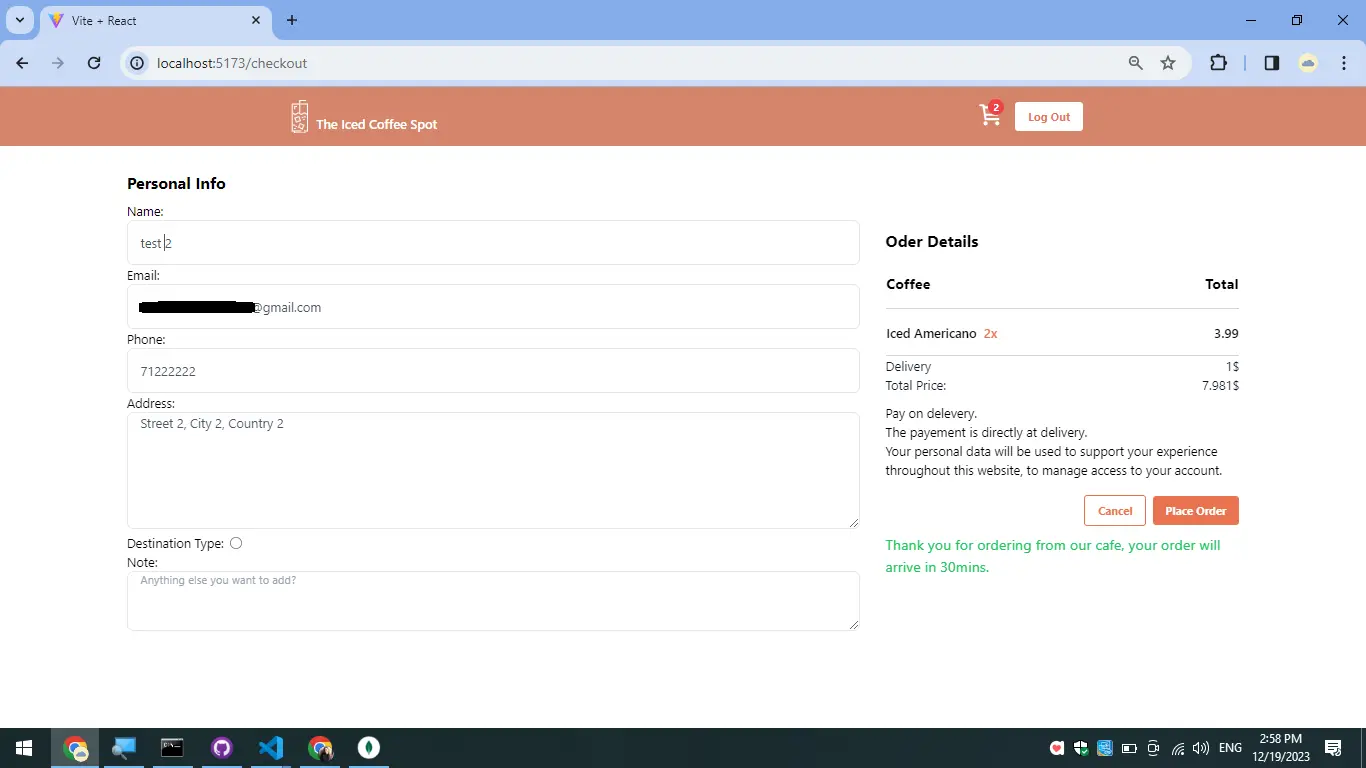 Vite + React
localhost:5173/checkout
The Iced Coffee Spot
2
Log Out
Personal Info
Name:
test 2
Email:
@gmail.com
Phone:
71222222
Address:
Street 2, City 2, Country 2
Destination Type:
Note:
Anything else you want to add?
Oder Details
Coffee Total
Iced Americano 2x 3.99
Delivery 1$
Total Price: 7.981$
Pay on delevery.
The payement is directly at delivery.
Your personal data will be used to support your experience
throughout this website, to manage access to your account.
Cancel Place Order
Thank you for ordering from our cafe, your order will
arrive in 30mins.
ENG
2:58 PM
12/19/2023